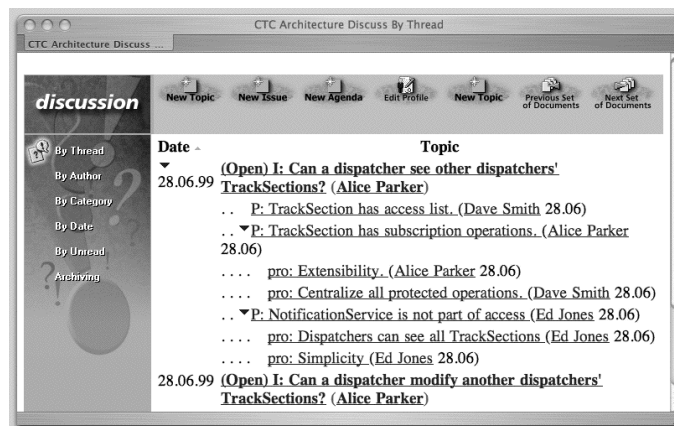 CTC Architecture Discuss By Thread
CTC Architecture Discuss ...
discussion
New Topic New Issue New Agenda Edit Profile New Topic Previous Set of Documents Next Set of Documents
By Thread
By Author
By Category
By Date
By Unread
Archiving
Date Topic
28.06.99 (Open) I: Can a dispatcher see other dispatchers'
TrackSections? (Alice Parker)
. . P: TrackSection has access list. (Dave Smith 28.06)
. . P: TrackSection has subscription operations. (Alice Parker
28.06)
. . . . pro: Extensibility. (Alice Parker 28.06)
. . . . pro: Centralize all protected operations. (Dave Smith 28.06)
. . P: NotificationService is not part of access (Ed Jones 28.06)
. . . . pro: Dispatchers can see all TrackSections (Ed Jones 28.06)
. . . . pro: Simplicity (Ed Jones 28.06)
28.06.99 (Open) I: Can a dispatcher modify another dispatchers'
TrackSections? (Alice Parker)